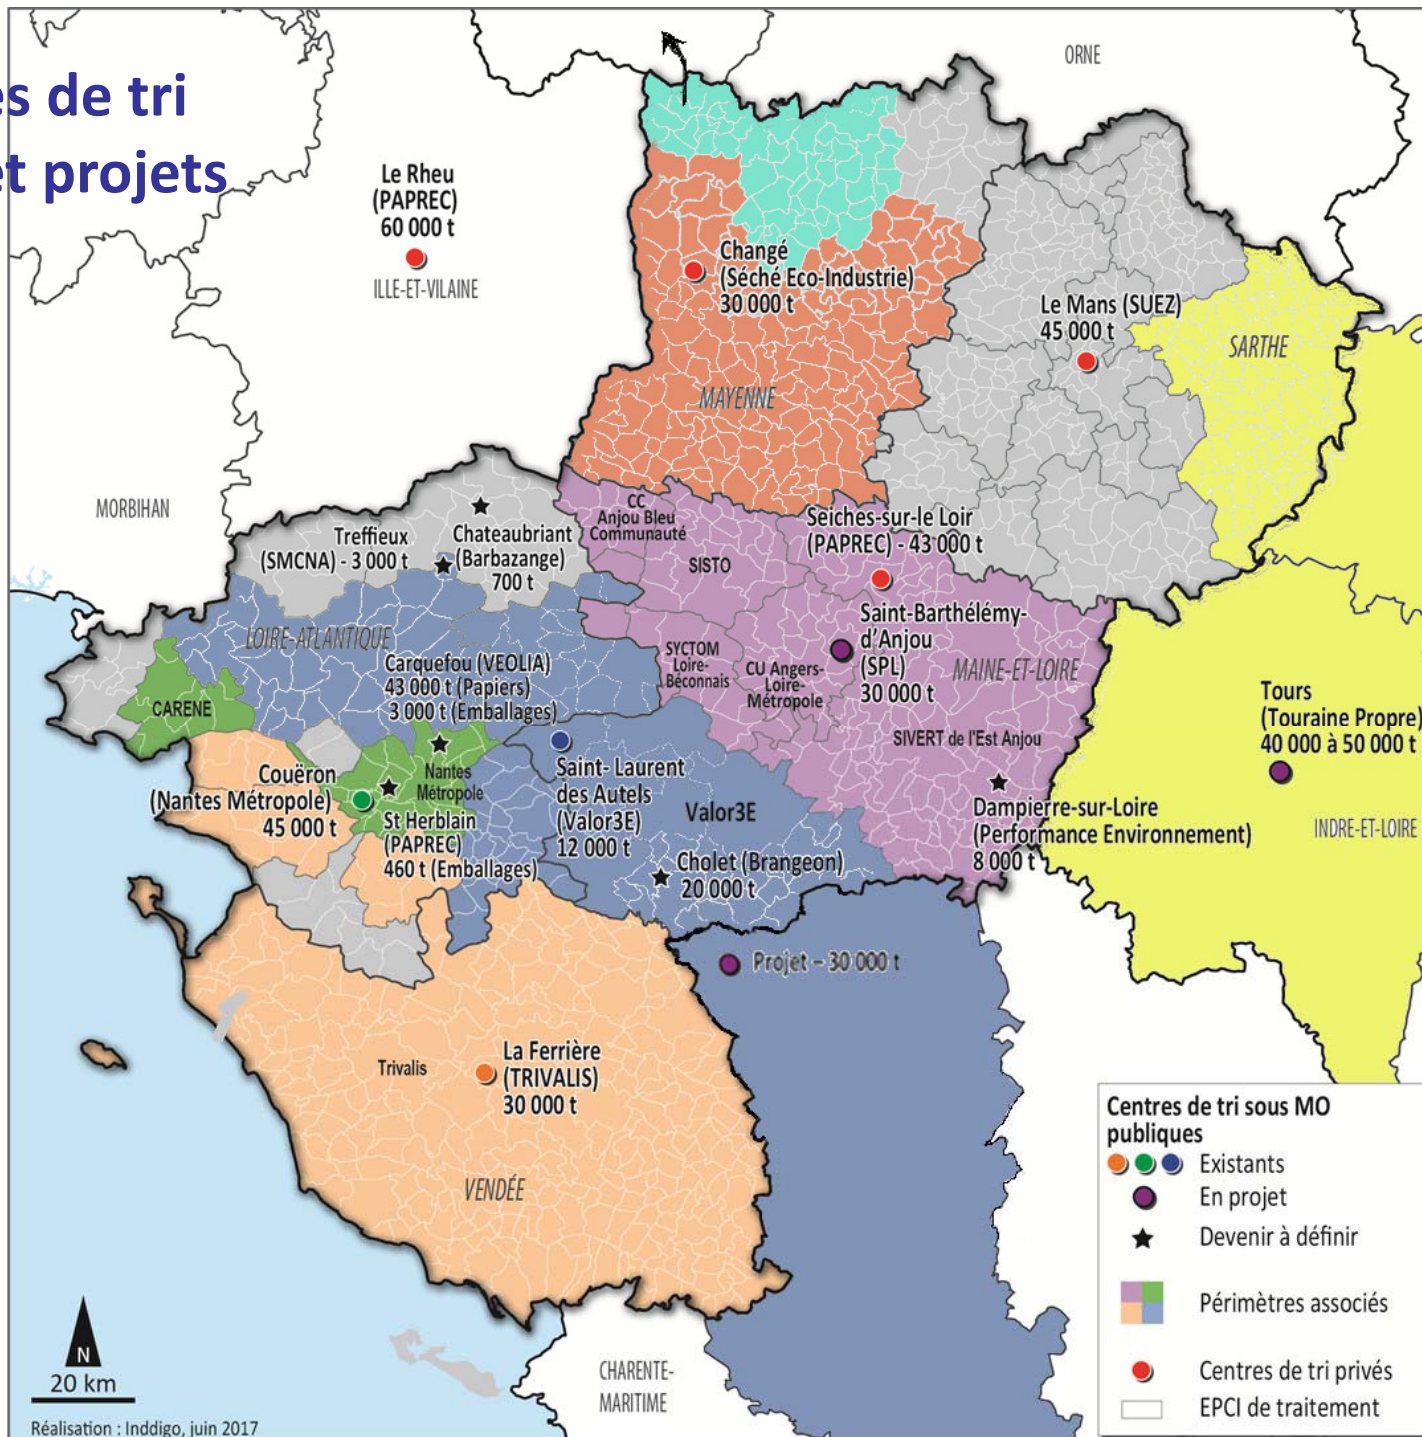 es de tri
et projets
ORNE
Le Rheu
(PAPREC)
60 000 t
ILLE-ET-VILAINE
Changé
(Séché Eco-Industrie)
30 000 t
Le Mans (SUEZ)
45 000 t
SARTHE
MAYENNE
MORBIHAN
CC
Anjou Bleu
Communauté
Seiches-sur-le Loir
(PAPREC) - 43 000 t
Treffieux
(SMCNA) - 3 000 t
Chateaubriant
(Barbazange)
700 t
SISTO
Saint-Barthélémy-
d'Anjou
(SPL)
30 000 t
LOIRE-ATLANTIQUE
SYCTOM
Loire-
Béconnais
CU Angers-
Loire-
Métropole
MAINE-ET-LOIRE
Carquefou (VEOLIA)
43 000 t (Papiers)
3 000 t (Emballages)
CARENE
Tours
(Touraine Propre)
40 000 à 50 000 t
SIVERT de l'Est Anjou
Couëron
(Nantes Métropole)
45 000 t
Nantes
Métropole
Saint- Laurent
des Autels
(Valor3E)
12 000 t
Valor3E
Dampierre-sur-Loire
(Performance Environnement)
8 000 t
INDRE-ET-LOIRE
St Herblain
(PAPREC)
460 t (Emballages)
Cholet (Brangeon)
20 000 t
Projet – 30 000 t
Trivalis
La Ferrière
(TRIVALIS)
30 000 t
VENDÉE
CHARENTE-
MARITIME
Centres de tri sous MO
publiques
Existants
En projet
Devenir à définir
Périmètres associés
Centres de tri privés
EPCI de traitement
N
20 km
Réalisation : Inddigo, juin 2017